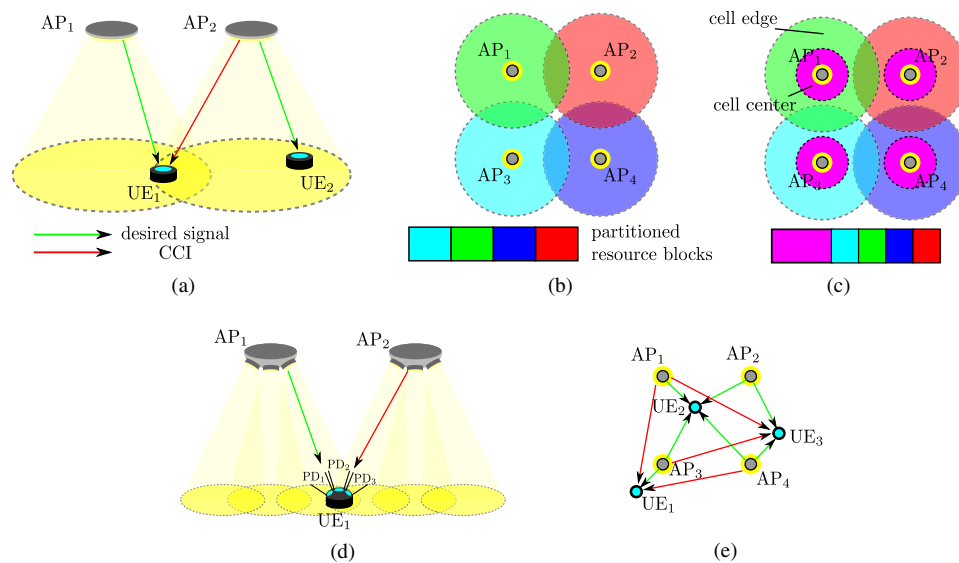 AP1
AP2
UE1
UE2
desired signal
CCI
(a)
AP1
AP2
AP3
AP4
partitioned
resource blocks
(b)
cell edge
AP1
AP2
cell center
AP3
AP4
(c)
AP1
AP2
PD1
PD2
PD3
UE1
(d)
AP1
AP2
UE2
UE3
AP3
AP4
UE1
(e)